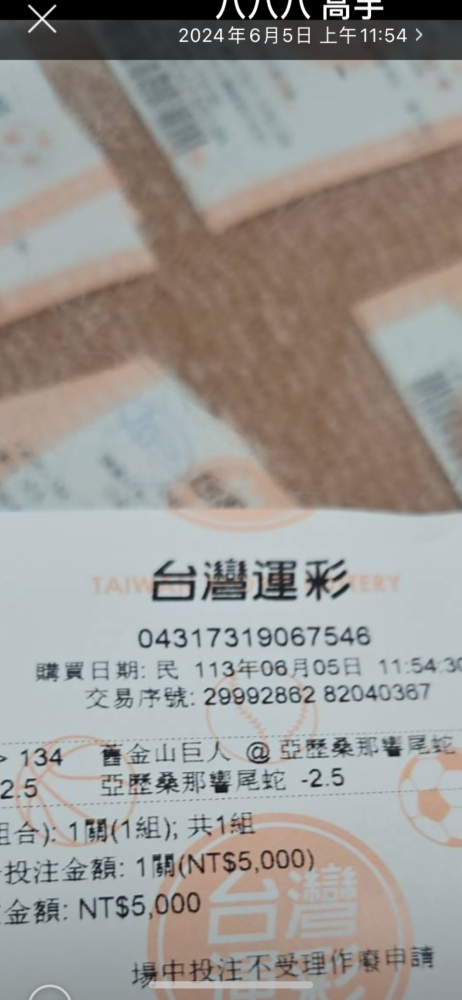 八八八 高手
2024年6月5日 上午11:54
台灣運彩
TAIWAN LOTTERY
04317319067546
購買日期: 民 113年06月05日 11:54:30
交易序號: 29992862 82040367
> 134 舊金山巨人 @ 亞歷桑那響尾蛇
2.5 亞歷桑那響尾蛇 -2.5
組合): 1關(1組); 共1組
投注金額: 1關(NT$5,000)
金額: NT$5,000
台灣
運彩
場中投注不受理作廢申請